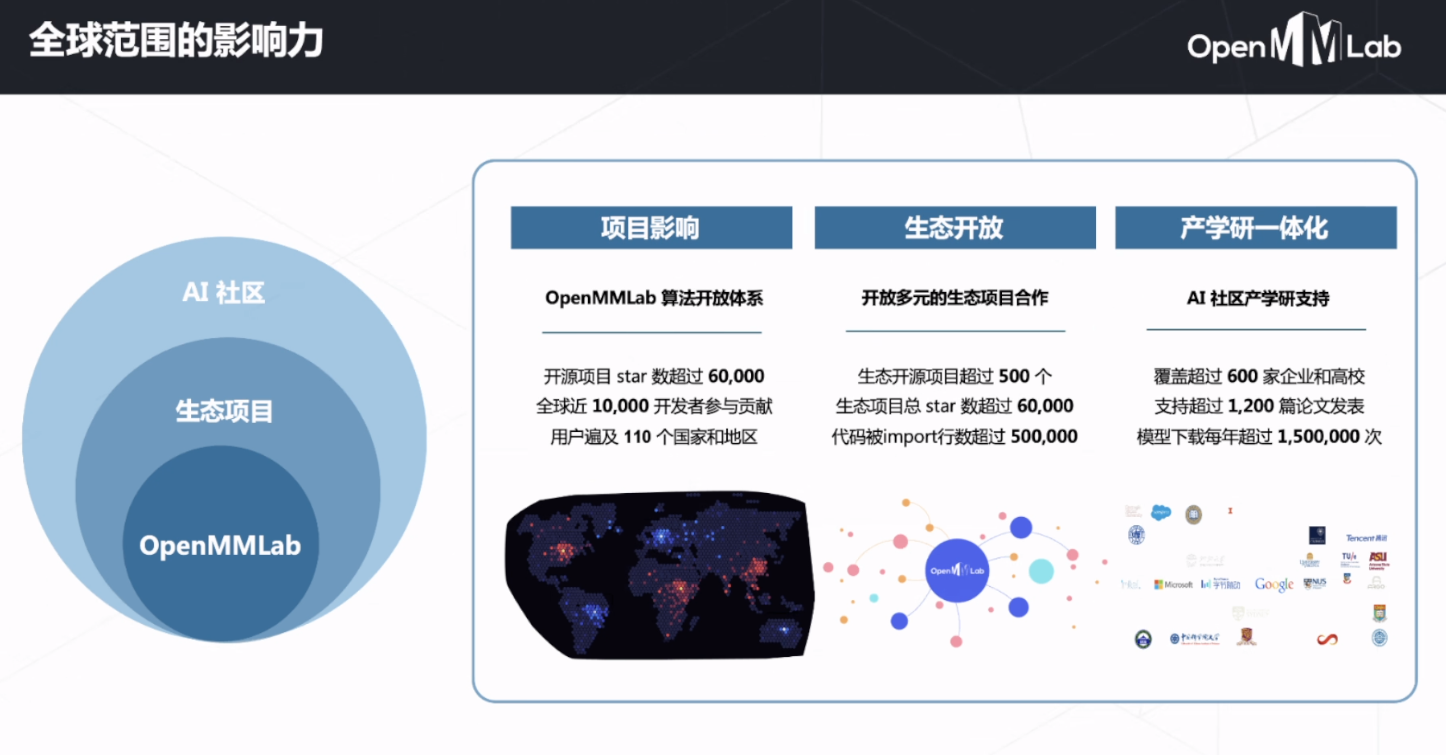 全球范围的影响力
OpenMMLab
AI 社区
生态项目
OpenMMLab
项目影响
OpenMMLab 算法开放体系
开源项目 star 数超过 60,000
全球近 10,000 开发者参与贡献
用户遍及 110 个国家和地区
生态开放
开放多元的生态项目合作
生态开源项目超过 500 个
生态项目总 star 数超过 60,000
代码被import行数超过 500,000
OpenMMLab
产学研一体化
AI 社区产学研支持
覆盖超过 600 家企业和高校
支持超过 1,200 篇论文发表
模型下载每年超过 1,500,000 次
Tencent 腾讯
TU/e
ASU
Microsoft
字节跳动
Google
NUS
中国科学院大学